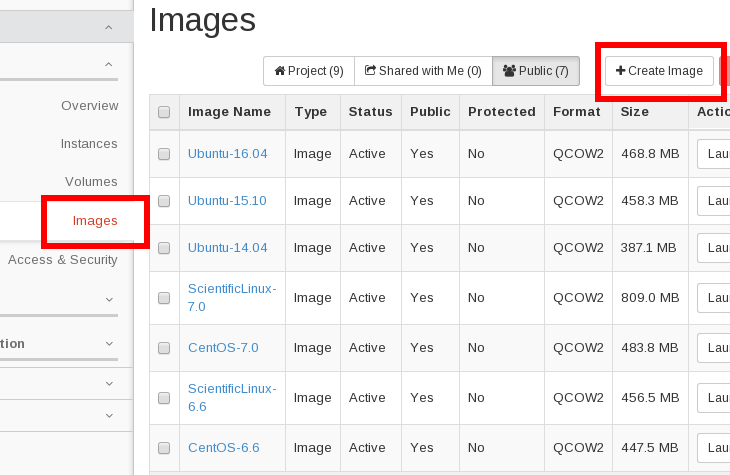 Images
Project (9) Shared with Me (0) Public (7) Create Image
Overview
Instances
Volumes
Images
Access & Security
tion
Image Name Type Status Public Protected Format Size Actio
Ubuntu-16.04 Image Active Yes No QCOW2 468.8 MB Lau
Ubuntu-15.10 Image Active Yes No QCOW2 458.3 MB Lau
Ubuntu-14.04 Image Active Yes No QCOW2 387.1 MB Lau
ScientificLinux-
7.0 Image Active Yes No QCOW2 809.0 MB Lau
CentOS-7.0 Image Active Yes No QCOW2 483.8 MB Lau
ScientificLinux-
6.6 Image Active Yes No QCOW2 456.5 MB Lau
CentOS-6.6 Image Active Yes No QCOW2 447.5 MB Lau